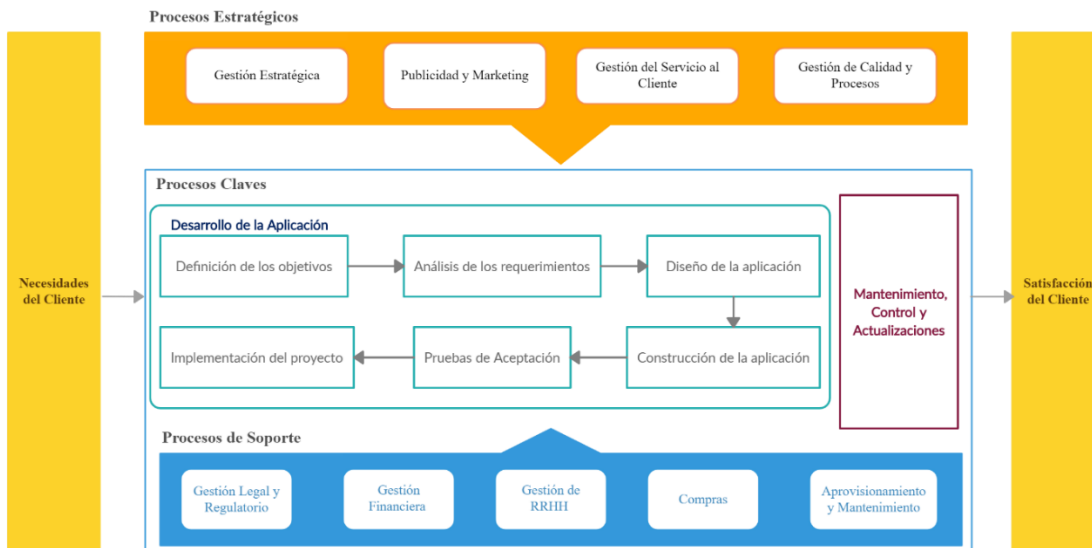 Procesos Estratégicos
Gestión Estratégica
Publicidad y Marketing
Gestión del Servicio al
Cliente
Gestión de Calidad y
Procesos
Necesidades
del Cliente
Procesos Claves
Desarrollo de la Aplicación
Definición de los objetivos
Análisis de los requerimientos
Diseño de la aplicación
Implementación del proyecto
Pruebas de Aceptación
Construcción de la aplicación
Mantenimiento,
Control y
Actualizaciones
Satisfacción
del Cliente
Procesos de Soporte
Gestión Legal y
Regulatorio
Gestión
Financiera
Gestión de
RRHH
Compras
Aprovisionamiento
y Mantenimiento